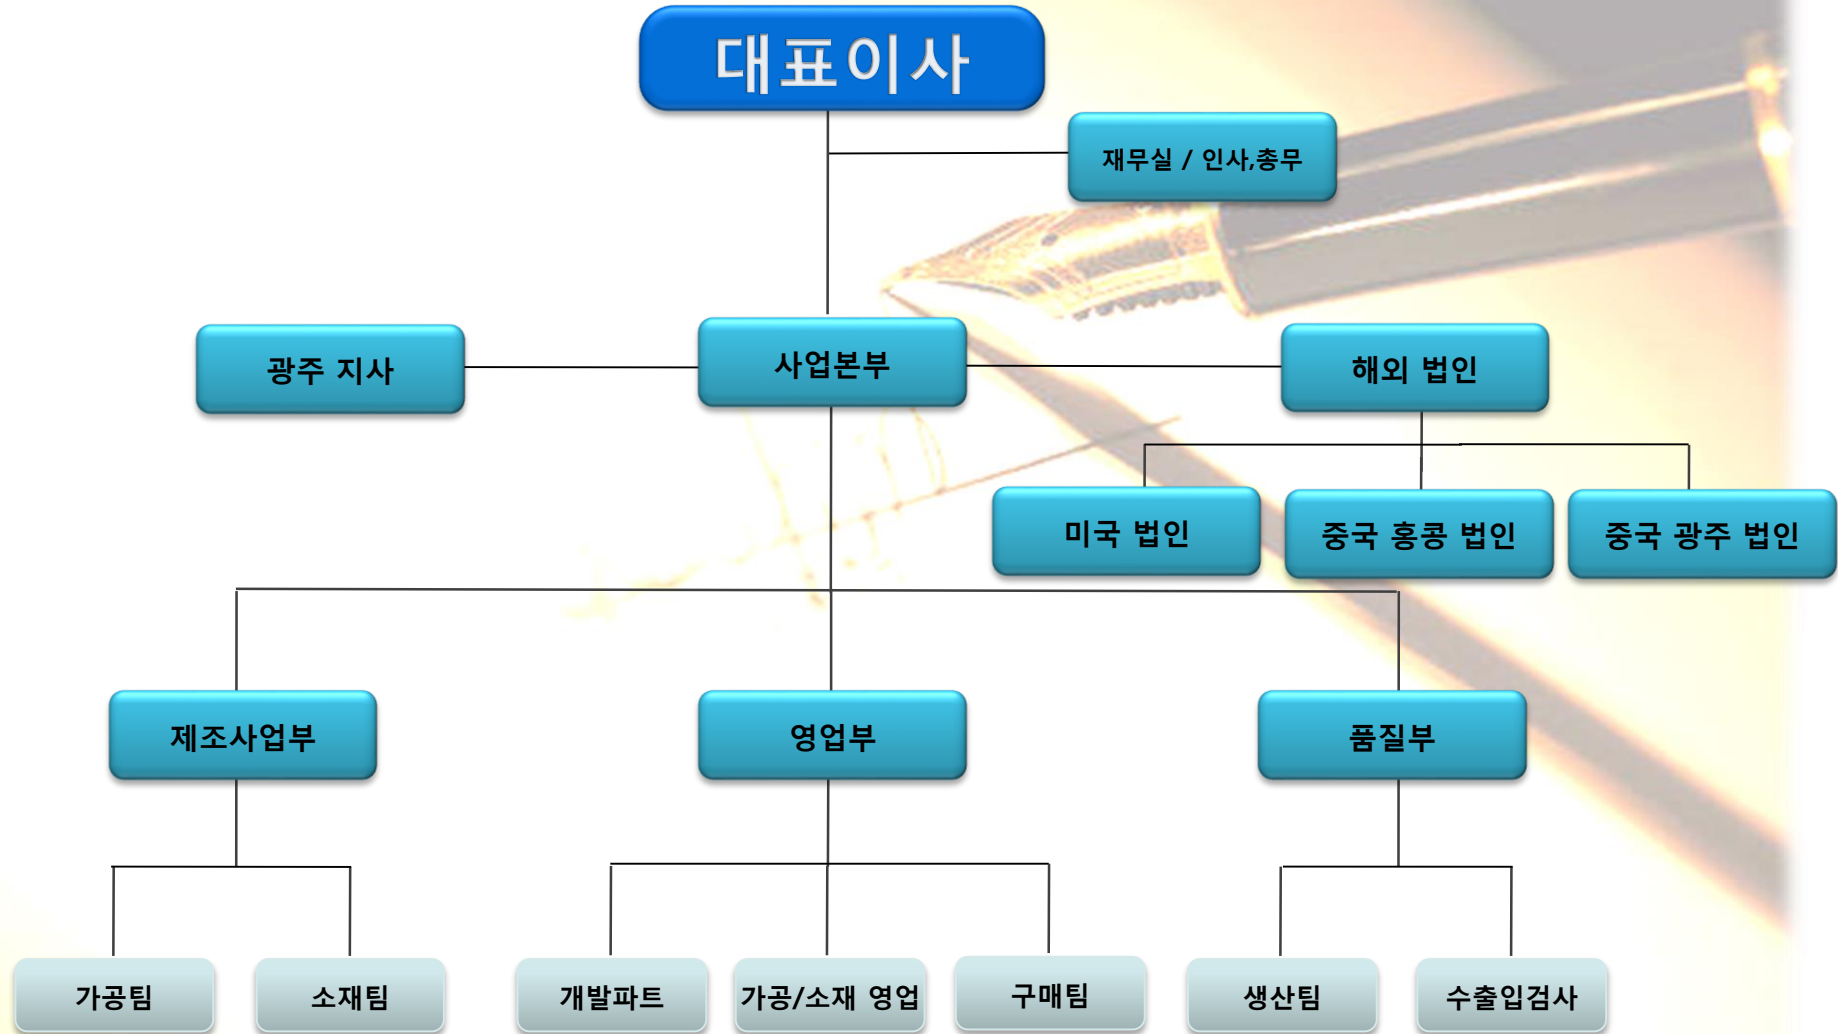 대표이사
재무실 / 인사,총무
광주 지사
사업본부
해외 법인
미국 법인
중국 홍콩 법인
중국 광주 법인
제조사업부
영업부
품질부
가공팀
소재팀
개발파트
가공/소재 영업
구매팀
생산팀
수출입검사